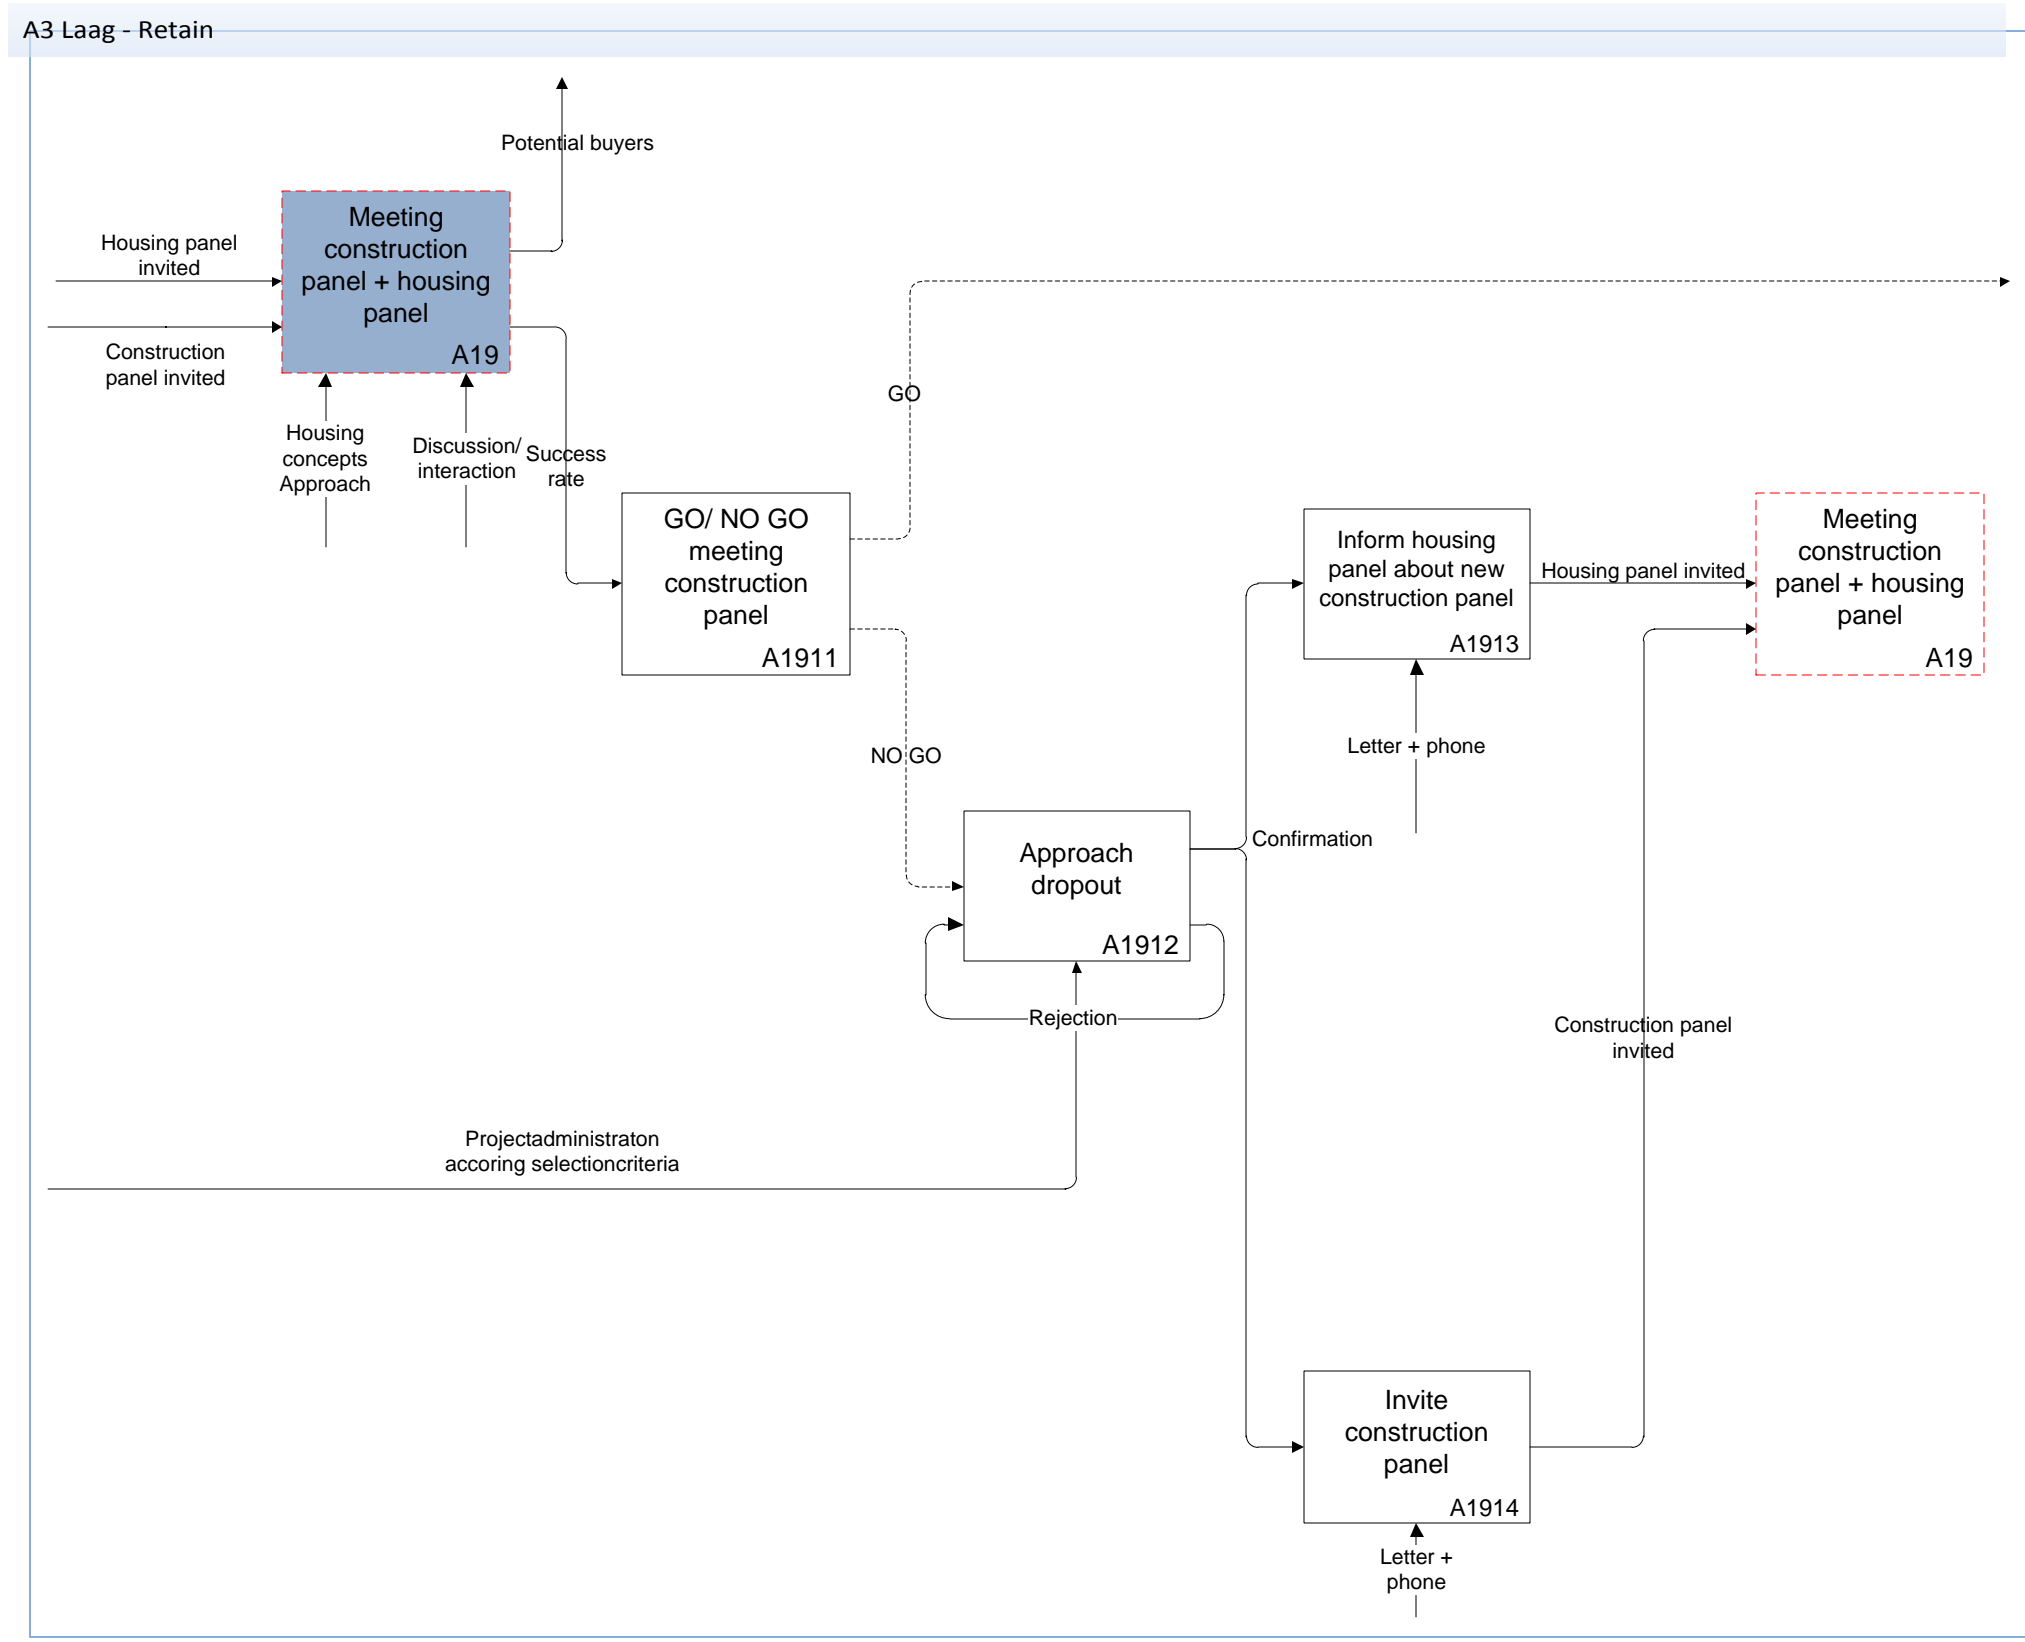 A3 Laag - Retain
Potential buyers
Meeting
construction
panel + housing
panel
A19
Housing panel
invited
Construction
panel invited
Housing
concepts
Approach
Discussion/
interaction
Success
rate
GO
GO/ NO GO
meeting
construction
panel
A1911
NO GO
Inform housing
panel about new
construction panel
A1913
Housing panel invited
Meeting
construction
panel + housing
panel
A19
Letter + phone
Approach
dropout
A1912
Confirmation
Rejection
Construction panel
invited
Projectadministraton
accoring selectioncriteria
Invite
construction
panel
A1914
Letter +
phone